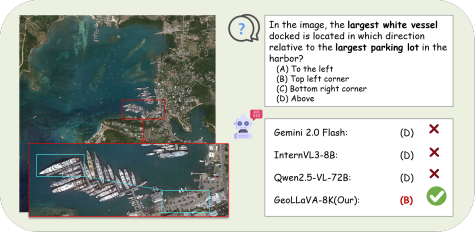 In the image, the largest white vessel
docked is located in which direction
relative to the largest parking lot in the
harbor?
(A) To the left
(B) Top left corner
(C) Bottom right corner
(D) Above
Gemini 2.0 Flash: (D)
InternVL3-8B: (D)
Qwen2.5-VL-72B: (D)
GeoLLaVA-8K(Our): (B)